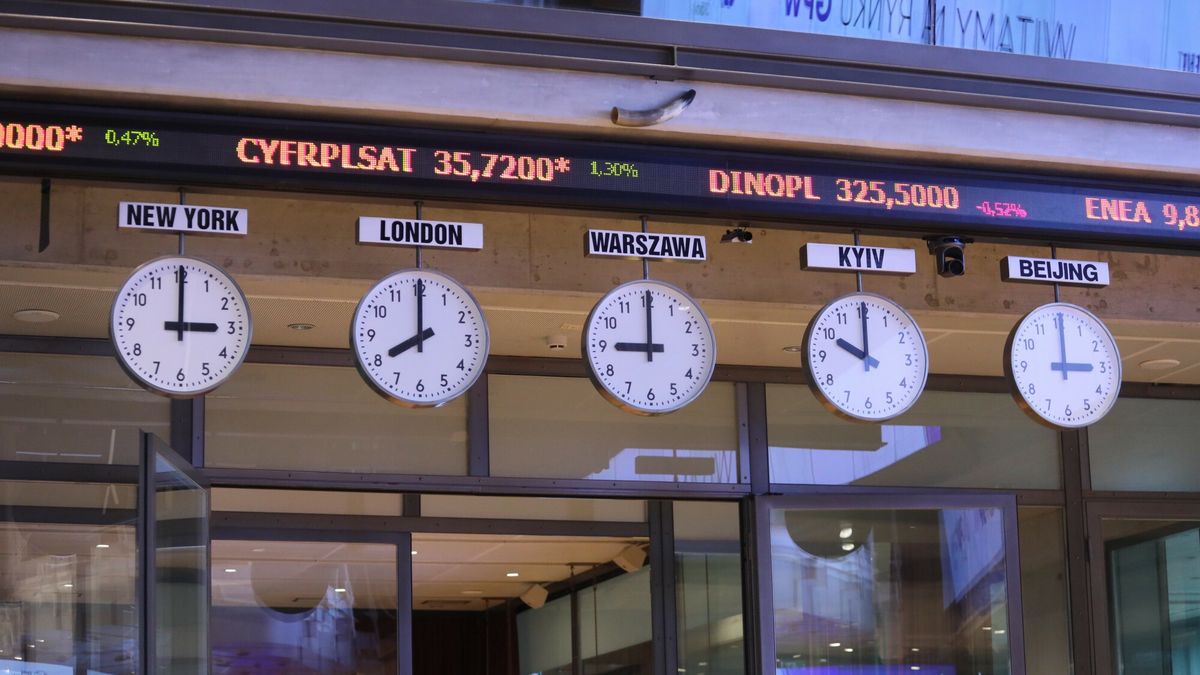 WITAMY NA RYNKU GPW
0000* 0,47% CYFRPLSAT 35,7200* 1,30% DINOPL 325,5000 -0,52% ENEA 9,8
NEW YORK
LONDON
WARSZAWA
KYIV
BEIJING